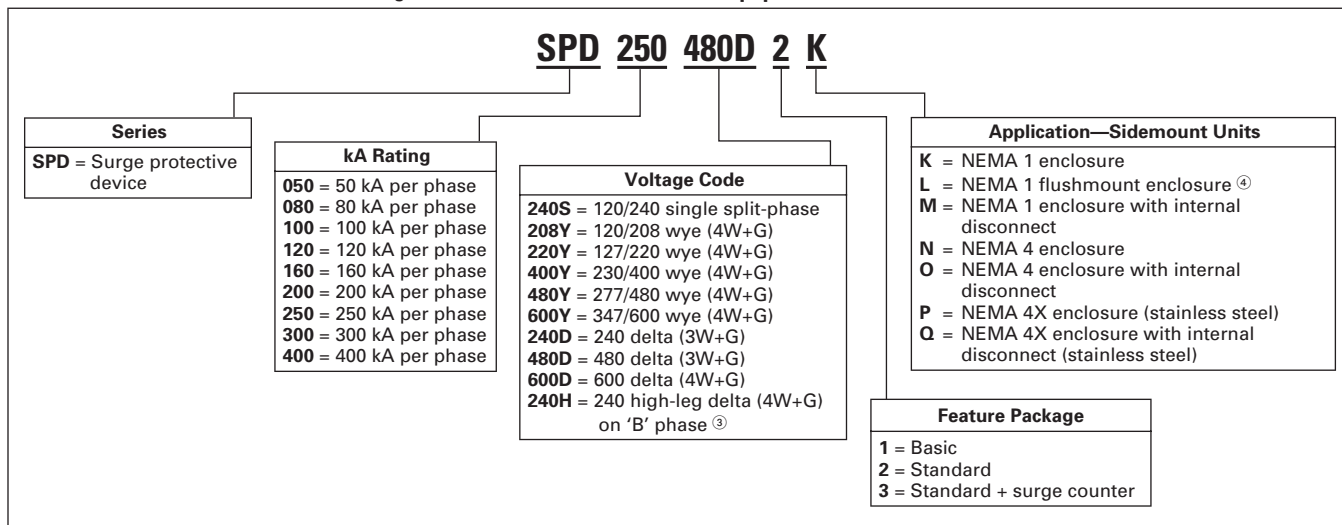 SPD 250 480D 2 K
Series
SPD = Surge protective
device
kA Rating
050 = 50 kA per phase
080 = 80 kA per phase
100 = 100 kA per phase
120 = 120 kA per phase
160 = 160 kA per phase
200 = 200 kA per phase
250 = 250 kA per phase
300 = 300 kA per phase
400 = 400 kA per phase
Voltage Code
240S = 120/240 single split-phase
208Y = 120/208 wye (4W+G)
220Y = 127/220 wye (4W+G)
400Y = 230/400 wye (4W+G)
480Y = 277/480 wye (4W+G)
600Y = 347/600 wye (4W+G)
240D = 240 delta (3W+G)
480D = 480 delta (3W+G)
600D = 600 delta (4W+G)
240H = 240 high-leg delta (4W+G)
on ‘B’ phase ③
Application—Sidemount Units
K = NEMA 1 enclosure
L = NEMA 1 flushmount enclosure ④
M = NEMA 1 enclosure with internal
disconnect
N = NEMA 4 enclosure
O = NEMA 4 enclosure with internal
disconnect
P = NEMA 4X enclosure (stainless steel)
Q = NEMA 4X enclosure with internal
disconnect (stainless steel)
Feature Package
1 = Basic
2 = Standard
3 = Standard + surge counter